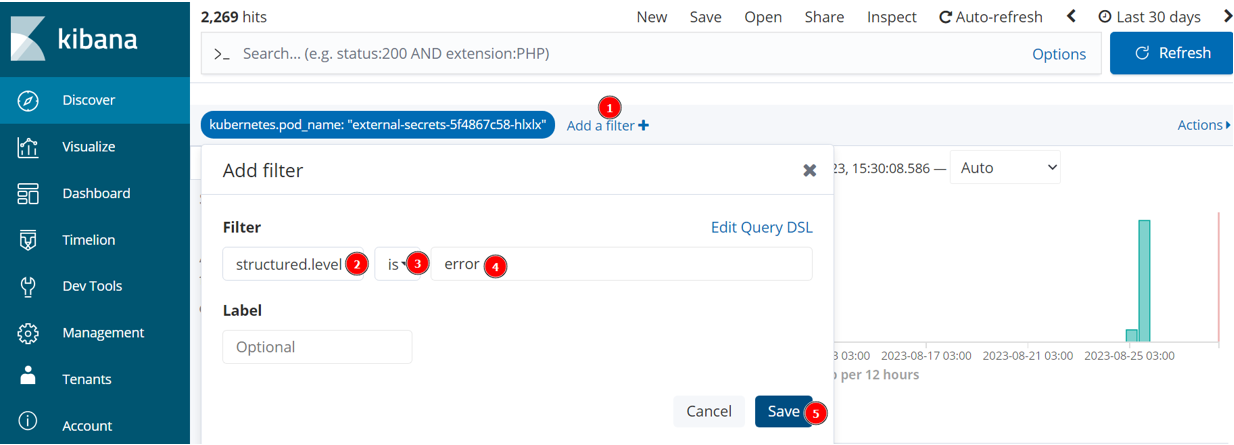 kibana
Discover
Visualize
Dashboard
Timelion
Dev Tools
Management
Tenants
Account
2,269 hits
New Save Open Share Inspect Auto-refresh Last 30 days
>_ Search... (e.g. status:200 AND extension:PHP) Options Refresh
1
kubernetes.pod_name: "external-secrets-5f4867c58-hlxlx" Add a filter + Actions
Add filter
23, 15:30:08.586 — Auto
Filter Edit Query DSL
structured.level 2 is 3 error 4
Label
Optional
3 03:00 2023-08-17 03:00 2023-08-21 03:00 2023-08-25 03:00
per 12 hours
Cancel Save 5